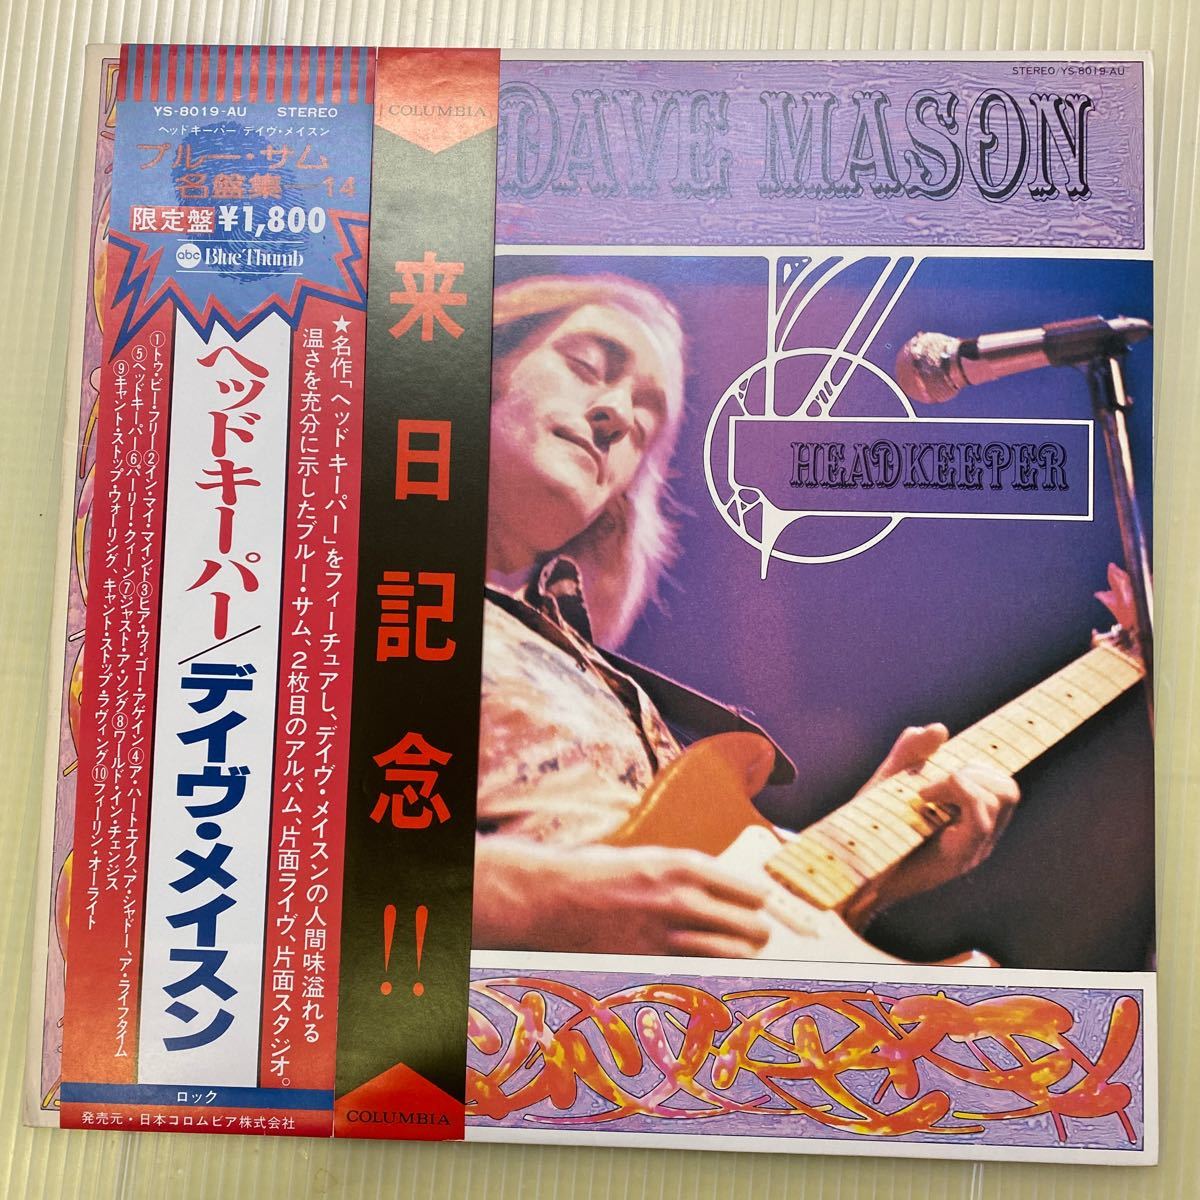 YS-8019-AU STEREO
ヘッドキーパー/デイヴ・メイスン
ブルー・サム
名盤集—14
限定盤 ¥1,800
abc Blue Thumb
★名作「ヘッドキーパー」をフィーチュアし、デイヴ・メイスンの人間味溢れる
温さを充分に示したブルー・サム、2枚目のアルバム、片面ライヴ、片面スタジオ。
ヘッドキーパー/デイヴ・メイスン
①トゥ・ビー・フリー②イン・マイ・マインド③ヒア・ウィ・ゴー・アゲイン④ア・ハートエイク、ア・シャドー、ア・ライフタイム
⑤ヘッドキーパー⑥パーリー・クィーン⑦ジャスト・ア・ソング⑧ワールド・イン・チェンジス
⑨キャント・ストップ・ウォーリング、キャント・ストップ・ラヴィング⑩フィーリン・オーライト
ロック
発売元・日本コロムビア株式会社
COLUMBIA
来日記念!!
COLUMBIA
STEREO/YS-8019-AU
DAVE MASON
HEADKEEPER